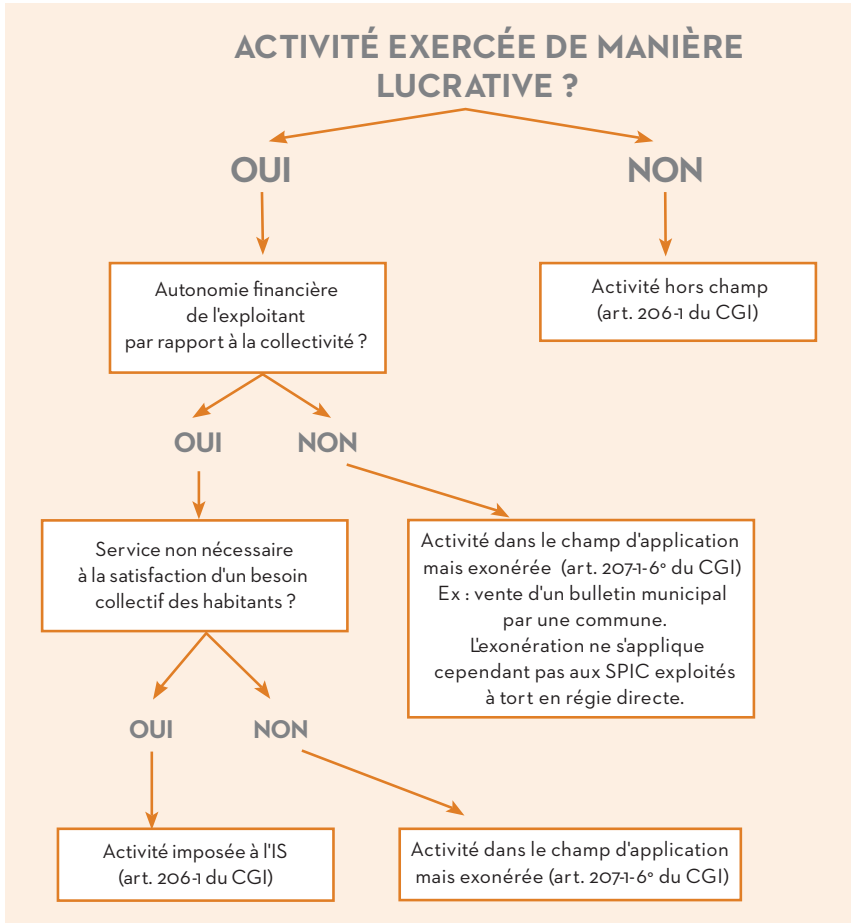 ACTIVITÉ EXERCÉE DE MANIÈRE
LUCRATIVE ?
OUI
NON
Autonomie financière
de l'exploitant
par rapport à la collectivité ?
Activité hors champ
(art. 206-1 du CGI)
OUI
NON
Service non nécessaire
à la satisfaction d'un besoin
collectif des habitants ?
Activité dans le champ d'application
mais exonérée (art. 207-1-6° du CGI)
Ex : vente d'un bulletin municipal
par une commune.
L'exonération ne s'applique
cependant pas aux SPIC exploités
à tort en régie directe.
OUI
NON
Activité imposée à l'IS
(art. 206-1 du CGI)
Activité dans le champ d'application
mais exonérée (art. 207-1-6° du CGI)